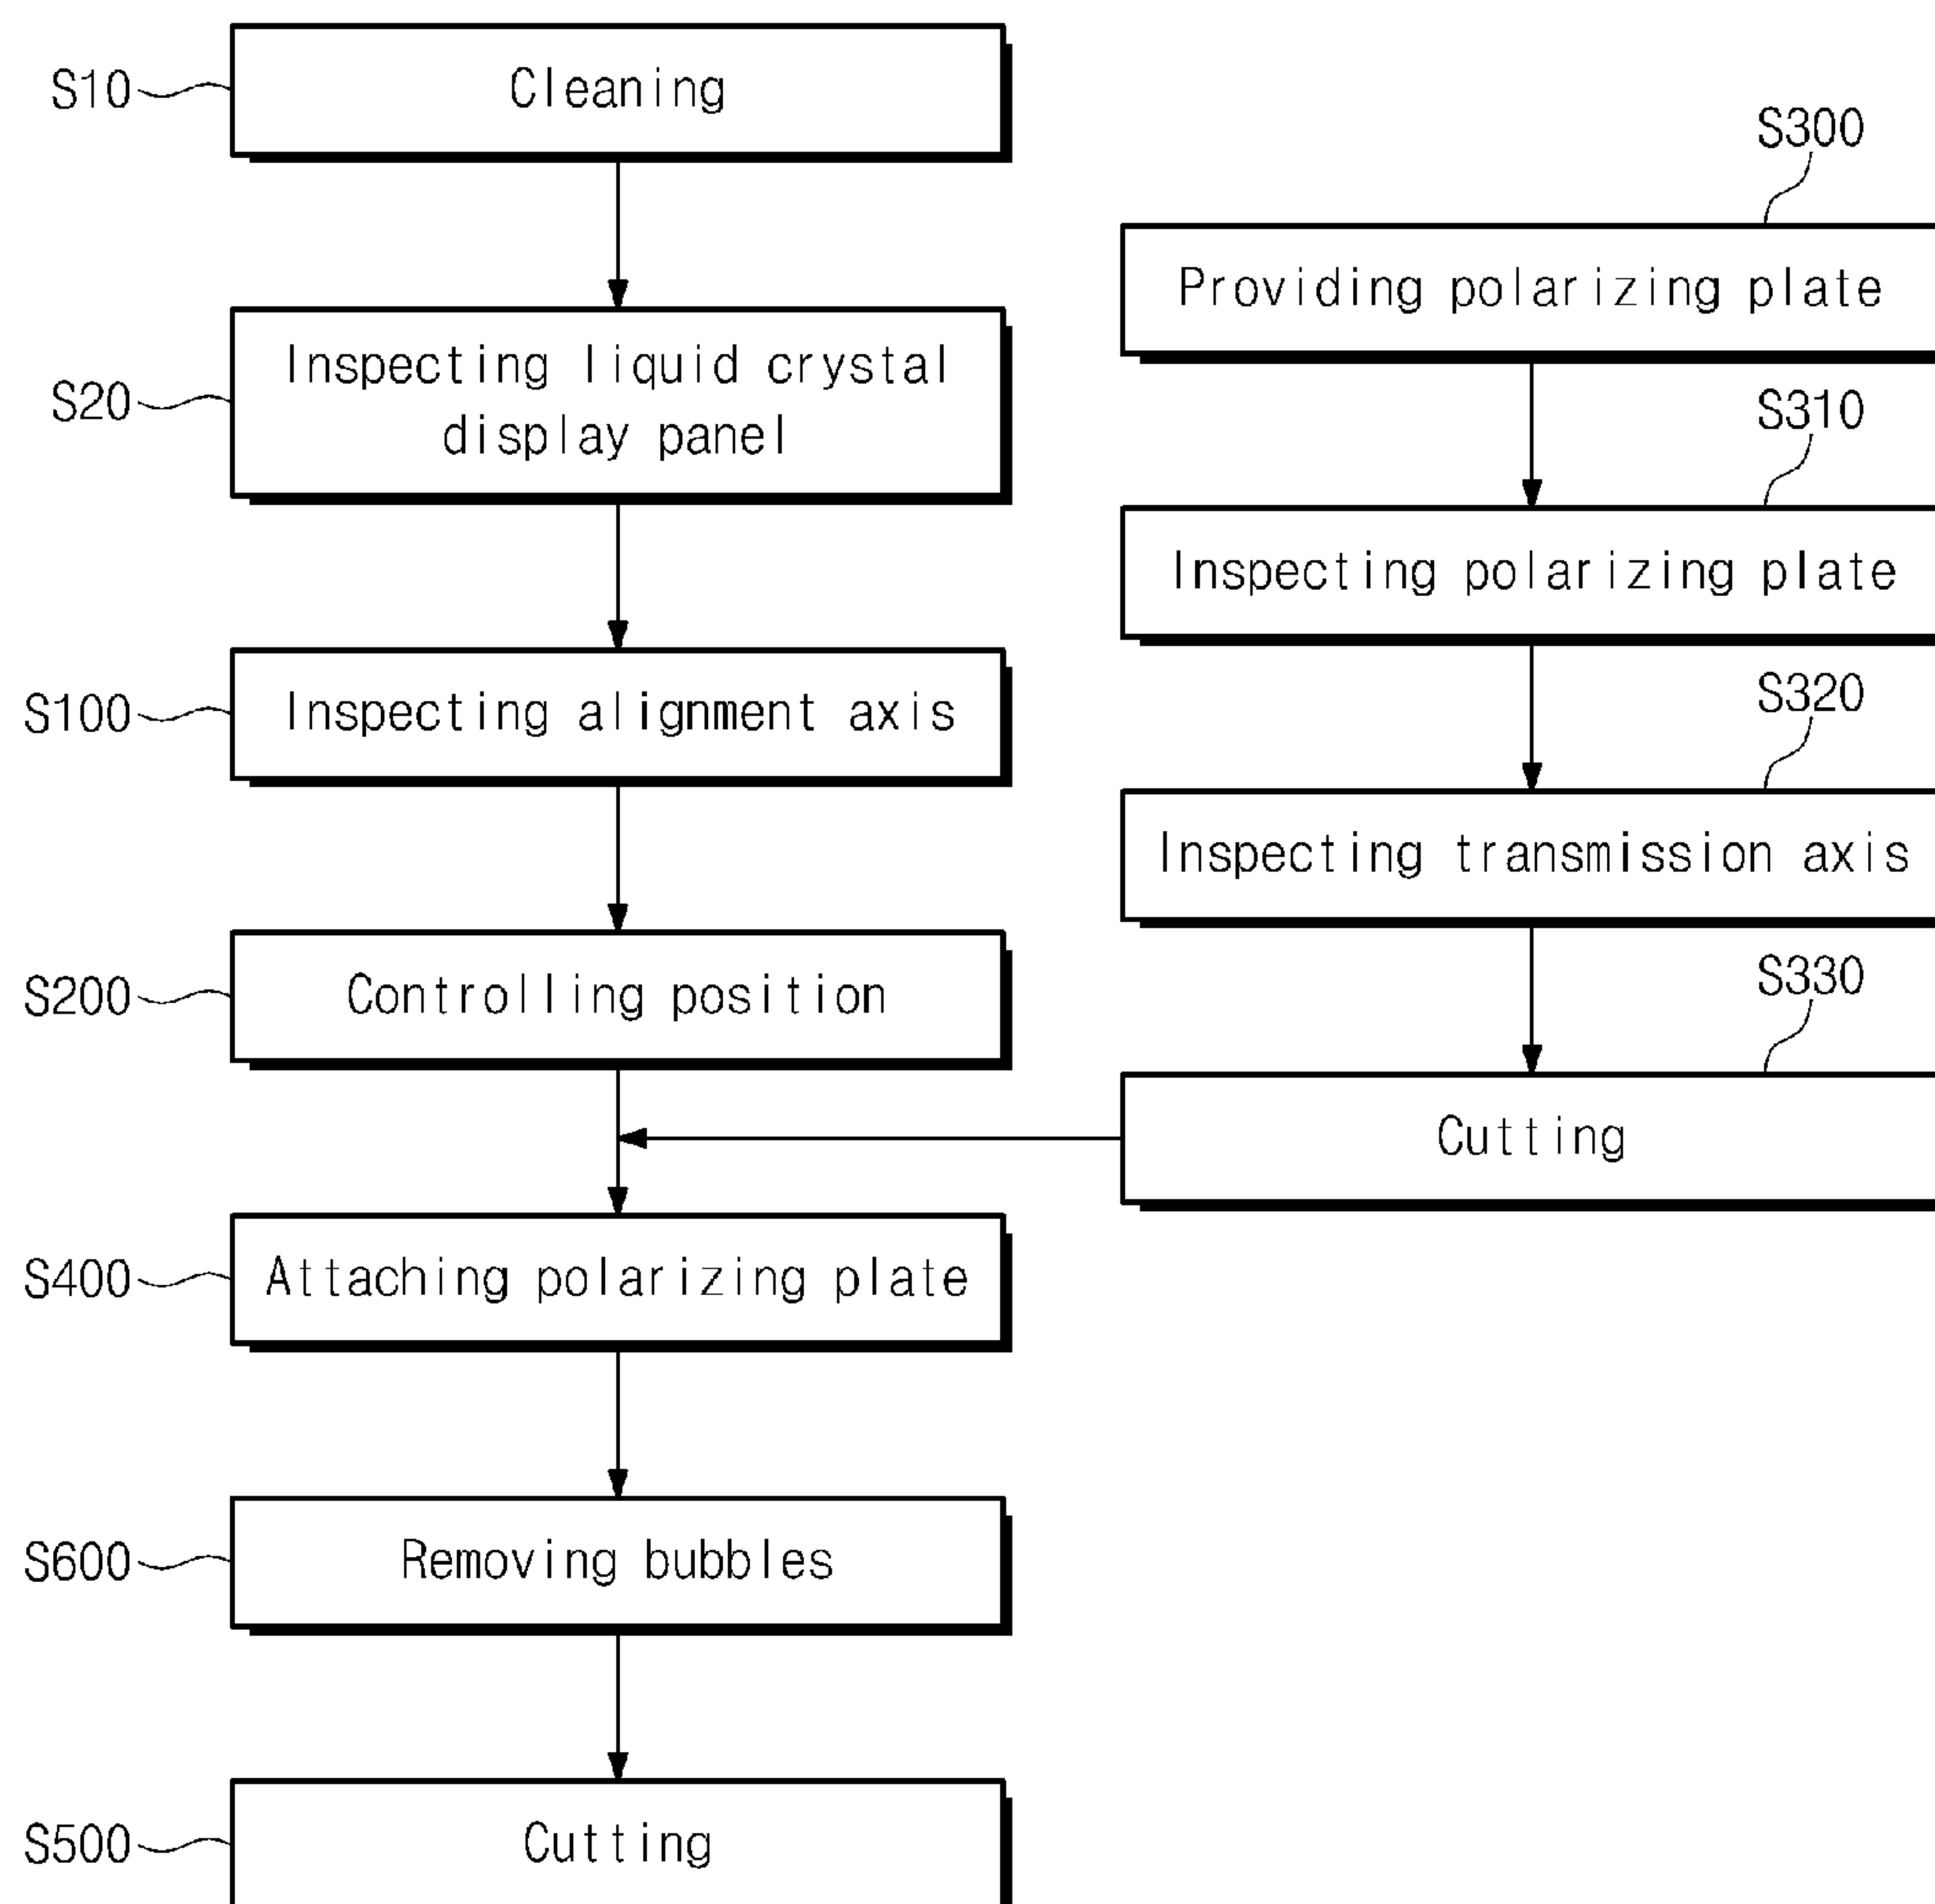 S10
Cleaning
S20
Inspecting liquid crystal
display panel
S100
Inspecting alignment axis
S200
Controlling position
S400
Attaching polarizing plate
S600
Removing bubbles
S500
Cutting
S300
Providing polarizing plate
S310
Inspecting polarizing plate
S320
Inspecting transmission axis
S330
Cutting